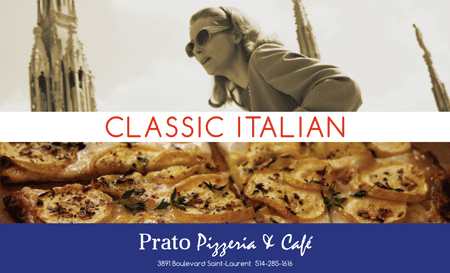 CLASSIC ITALIAN
Prato Pizzeria & Café
3891 Boulevard Saint-Laurent 514-285-1616